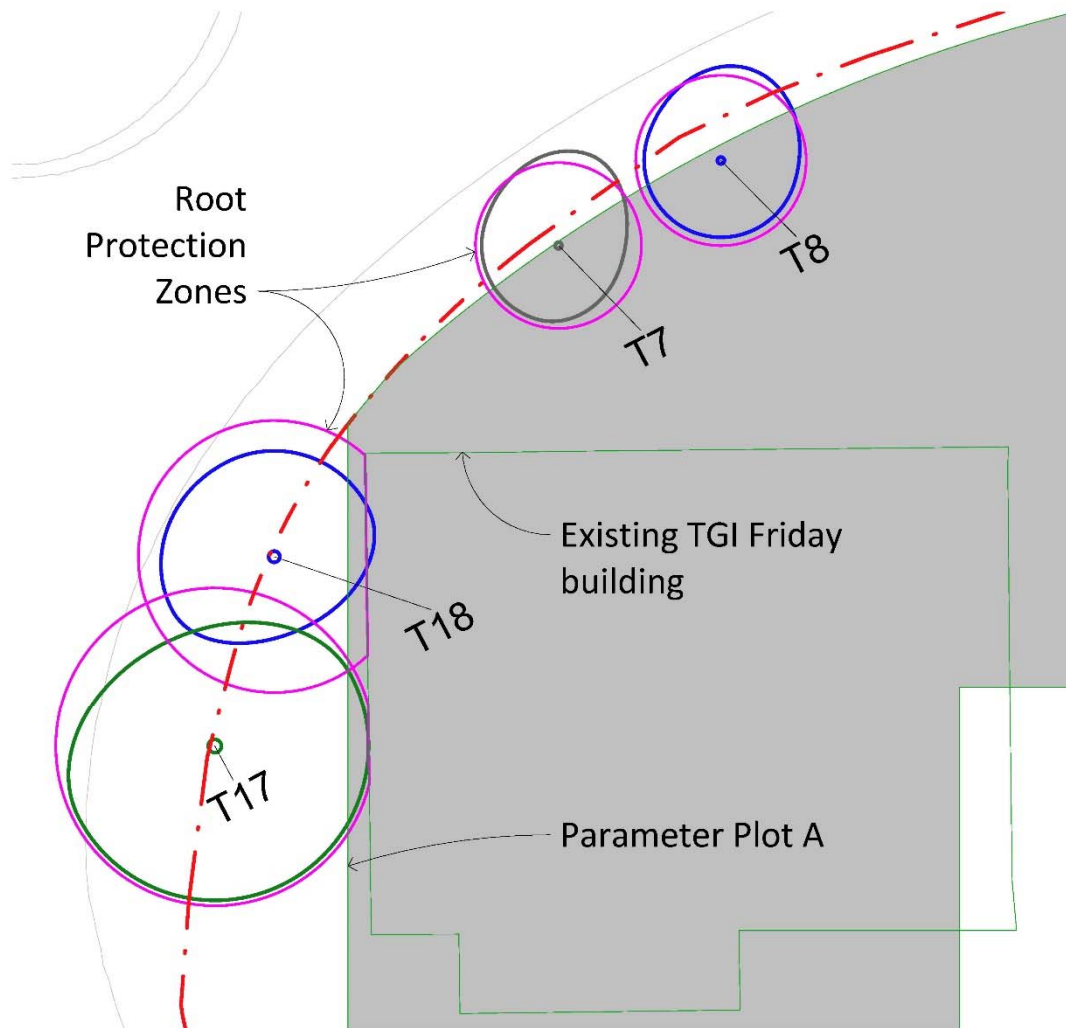 Root
Protection
Zones
T8
T7
Existing TGI Friday
building
T18
T17
Parameter Plot A